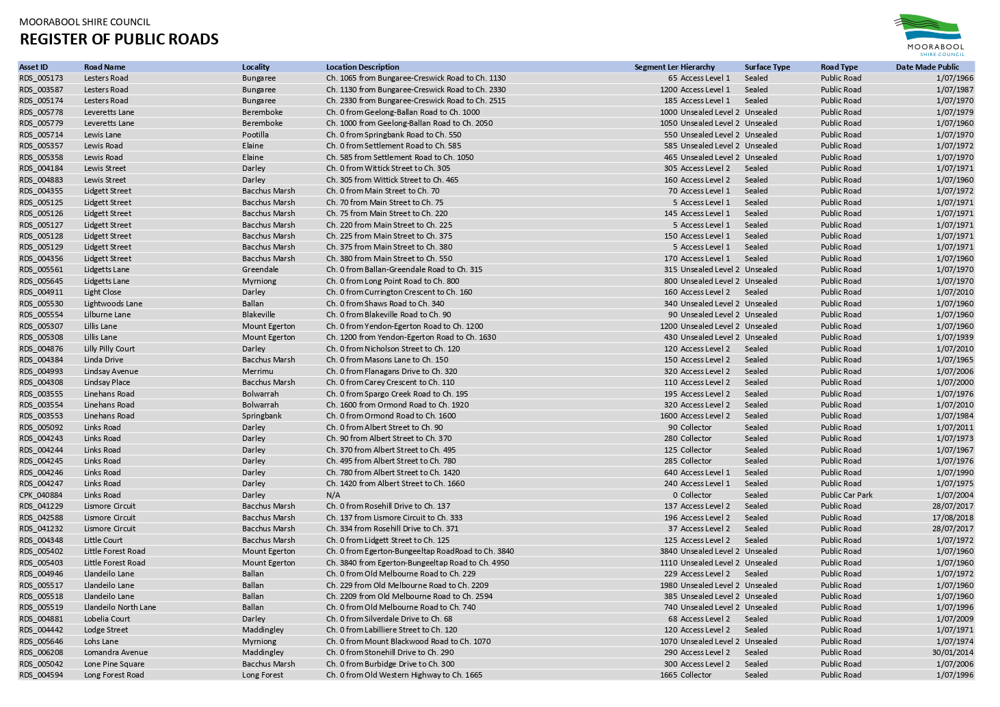 MOORABOOL SHIRE COUNCIL
REGISTER OF PUBLIC ROADS
MOORABOOL
SHIRE COUNCIL
Asset ID Road Name Locality Location Description Segment Len Hierarchy Surface Type Road Type Date Made Public
RDS_005173 Lesters Road Bungaree Ch. 1065 from Bungaree-Creswick Road to Ch. 1130 65 Access Level 1 Sealed Public Road 1/07/1966
RDS_003587 Lesters Road Bungaree Ch. 1130 from Bungaree-Creswick Road to Ch. 2330 1200 Access Level 1 Sealed Public Road 1/07/1987
RDS_005174 Lesters Road Bungaree Ch. 2330 from Bungaree-Creswick Road to Ch. 2515 185 Access Level 1 Sealed Public Road 1/07/1970
RDS_005778 Leveretts Lane Beremboke Ch. 0 from Geelong-Ballan Road to Ch. 1000 1000 Unsealed Level 2 Unsealed Public Road 1/07/1979
RDS_005779 Leveretts Lane Beremboke Ch. 1000 from Geelong-Ballan Road to Ch. 2050 1050 Unsealed Level 2 Unsealed Public Road 1/07/1960
RDS_005714 Lewis Lane Pootilla Ch. 0 from Springbank Road to Ch. 550 550 Unsealed Level 2 Unsealed Public Road 1/07/1970
RDS_005357 Lewis Road Elaine Ch. 0 from Settlement Road to Ch. 585 585 Unsealed Level 2 Unsealed Public Road 1/07/1972
RDS_005358 Lewis Road Elaine Ch. 585 from Settlement Road to Ch. 1050 465 Unsealed Level 2 Unsealed Public Road 1/07/1970
RDS_004184 Lewis Street Darley Ch. 0 from Wittick Street to Ch. 305 305 Access Level 2 Sealed Public Road 1/07/1971
RDS_004883 Lewis Street Darley Ch. 305 from Wittick Street to Ch. 465 160 Access Level 2 Sealed Public Road 1/07/1960
RDS_004355 Lidgett Street Bacchus Marsh Ch. 0 from Main Street to Ch. 70 70 Access Level 1 Sealed Public Road 1/07/1972
RDS_005125 Lidgett Street Bacchus Marsh Ch. 70 from Main Street to Ch. 75 5 Access Level 1 Sealed Public Road 1/07/1971
RDS_005126 Lidgett Street Bacchus Marsh Ch. 75 from Main Street to Ch. 220 145 Access Level 1 Sealed Public Road 1/07/1971
RDS_005127 Lidgett Street Bacchus Marsh Ch. 220 from Main Street to Ch. 225 5 Access Level 1 Sealed Public Road 1/07/1971
RDS_005128 Lidgett Street Bacchus Marsh Ch. 225 from Main Street to Ch. 375 150 Access Level 1 Sealed Public Road 1/07/1971
RDS_005129 Lidgett Street Bacchus Marsh Ch. 375 from Main Street to Ch. 380 5 Access Level 1 Sealed Public Road 1/07/1971
RDS_004356 Lidgett Street Bacchus Marsh Ch. 380 from Main Street to Ch. 550 170 Access Level 1 Sealed Public Road 1/07/1960
RDS_005561 Lidgetts Lane Greendale Ch. 0 from Ballan-Greendale Road to Ch. 315 315 Unsealed Level 2 Unsealed Public Road 1/07/1970
RDS_005645 Lidgetts Lane Myrniong Ch. 0 from Long Point Road to Ch. 800 800 Unsealed Level 2 Unsealed Public Road 1/07/1970
RDS_004911 Light Close Darley Ch. 0 from Currington Crescent to Ch. 160 160 Access Level 2 Sealed Public Road 1/07/2010
RDS_005530 Lightwoods Lane Ballan Ch. 0 from Shaws Road to Ch. 340 340 Unsealed Level 2 Unsealed Public Road 1/07/1960
RDS_005554 Lilburne Lane Blakeville Ch. 0 from Blakeville Road to Ch. 90 90 Unsealed Level 2 Unsealed Public Road 1/07/1960
RDS_005307 Lillis Lane Mount Egerton Ch. 0 from Yendon-Egerton Road to Ch. 1200 1200 Unsealed Level 2 Unsealed Public Road 1/07/1960
RDS_005308 Lillis Lane Mount Egerton Ch. 1200 from Yendon-Egerton Road to Ch. 1630 430 Unsealed Level 2 Unsealed Public Road 1/07/1939
RDS_004876 Lilly Pilly Court Darley Ch. 0 from Nicholson Street to Ch. 120 120 Access Level 2 Sealed Public Road 1/07/2010
RDS_004384 Linda Drive Bacchus Marsh Ch. 0 from Masons Lane to Ch. 150 150 Access Level 2 Sealed Public Road 1/07/1965
RDS_004993 Lindsay Avenue Merrimu Ch. 0 from Flanagans Drive to Ch. 320 320 Access Level 2 Sealed Public Road 1/07/2006
RDS_004308 Lindsay Place Bacchus Marsh Ch. 0 from Carey Crescent to Ch. 110 110 Access Level 2 Sealed Public Road 1/07/2000
RDS_003555 Linehans Road Bolwarrah Ch. 0 from Spargo Creek Road to Ch. 195 195 Access Level 2 Sealed Public Road 1/07/1976
RDS_003554 Linehans Road Bolwarrah Ch. 1600 from Ormond Road to Ch. 1920 320 Access Level 2 Sealed Public Road 1/07/2010
RDS_003553 Linehans Road Springbank Ch. 0 from Ormond Road to Ch. 1600 1600 Access Level 2 Sealed Public Road 1/07/1984
RDS_005092 Links Road Darley Ch. 0 from Albert Street to Ch. 90 90 Collector Sealed Public Road 1/07/2011
RDS_004243 Links Road Darley Ch. 90 from Albert Street to Ch. 370 280 Collector Sealed Public Road 1/07/1973
RDS_004244 Links Road Darley Ch. 370 from Albert Street to Ch. 495 125 Collector Sealed Public Road 1/07/1967
RDS_004245 Links Road Darley Ch. 495 from Albert Street to Ch. 780 285 Collector Sealed Public Road 1/07/1976
RDS_004246 Links Road Darley Ch. 780 from Albert Street to Ch. 1420 640 Access Level 1 Sealed Public Road 1/07/1990
RDS_004247 Links Road Darley Ch. 1420 from Albert Street to Ch. 1660 240 Access Level 1 Sealed Public Road 1/07/1975
CPK_040884 Links Road Darley N/A 0 Collector Sealed Public Car Park 1/07/2004
RDS_041229 Lismore Circuit Bacchus Marsh Ch. 0 from Rosehill Drive to Ch. 137 137 Access Level 2 Sealed Public Road 28/07/2017
RDS_042588 Lismore Circuit Bacchus Marsh Ch. 137 from Lismore Circuit to Ch. 333 196 Access Level 2 Sealed Public Road 17/08/2018
RDS_041232 Lismore Circuit Bacchus Marsh Ch. 334 from Rosehill Drive to Ch. 371 37 Access Level 2 Sealed Public Road 28/07/2017
RDS_004348 Little Court Bacchus Marsh Ch. 0 from Lidgett Street to Ch. 125 125 Access Level 2 Sealed Public Road 1/07/1972
RDS_005402 Little Forest Road Mount Egerton Ch. 0 from Egerton-Bungeeltap RoadRoad to Ch. 3840 3840 Unsealed Level 2 Unsealed Public Road 1/07/1960
RDS_005403 Little Forest Road Mount Egerton Ch. 3840 from Egerton-Bungeeltap Road to Ch. 4950 1110 Unsealed Level 2 Unsealed Public Road 1/07/1960
RDS_004946 Llandeilo Lane Ballan Ch. 0 from Old Melbourne Road to Ch. 229 229 Access Level 2 Sealed Public Road 1/07/1972
RDS_005517 Llandeilo Lane Ballan Ch. 229 from Old Melbourne Road to Ch. 2209 1980 Unsealed Level 2 Unsealed Public Road 1/07/1960
RDS_005518 Llandeilo Lane Ballan Ch. 2209 from Old Melbourne Road to Ch. 2594 385 Unsealed Level 2 Unsealed Public Road 1/07/1960
RDS_005519 Llandeilo North Lane Ballan Ch. 0 from Old Melbourne Road to Ch. 740 740 Unsealed Level 2 Unsealed Public Road 1/07/1996
RDS_004881 Lobelia Court Darley Ch. 0 from Silverdale Drive to Ch. 68 68 Access Level 2 Sealed Public Road 1/07/2009
RDS_004442 Lodge Street Maddingley Ch. 0 from Labilliere Street to Ch. 120 120 Access Level 2 Sealed Public Road 1/07/1971
RDS_005646 Lohs Lane Myrniong Ch. 0 from Mount Blackwood Road to Ch. 1070 1070 Unsealed Level 2 Unsealed Public Road 1/07/1974
RDS_006208 Lomandra Avenue Maddingley Ch. 0 from Stonehill Drive to Ch. 290 290 Access Level 2 Sealed Public Road 30/01/2014
RDS_005042 Lone Pine Square Bacchus Marsh Ch. 0 from Burbidge Drive to Ch. 300 300 Access Level 2 Sealed Public Road 1/07/2006
RDS_004594 Long Forest Road Long Forest Ch. 0 from Old Western Highway to Ch. 1665 1665 Collector Sealed Public Road 1/07/1996